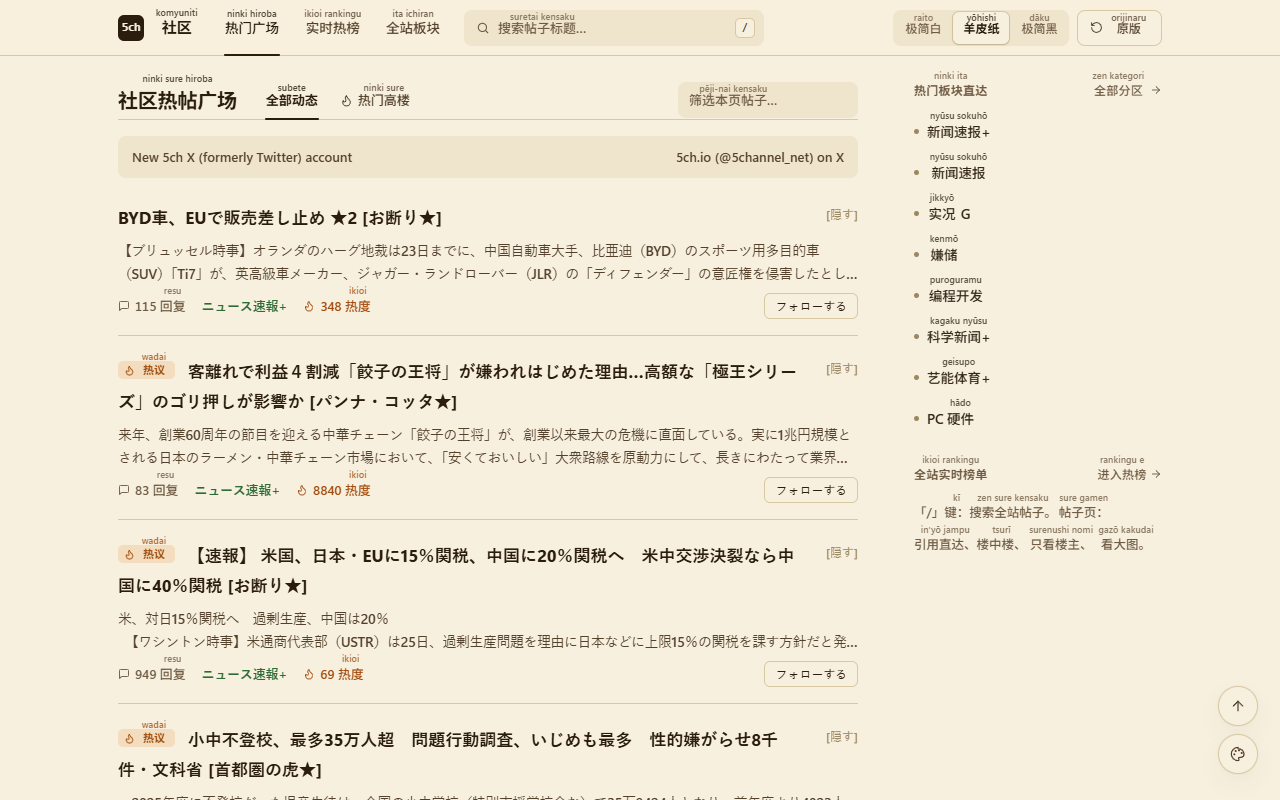 5ch
komyuniti
社区
ninki hiroba
热门广场
ikioi rankingu
实时热榜
ita ichiran
全站板块
suretai kensaku
搜索帖子标题...
/
raito
极简白
yōhishi
羊皮纸
dāku
极简黑
orijinaru
原版
ninki sure hiroba
社区热帖广场
subete
全部动态
ninki sure
热门高楼
pēji-nai kensaku
筛选本页帖子...
New 5ch X (formerly Twitter) account
5ch.io (@5channel_net) on X
BYD車、EUで販売差し止め ★2 [お断り★]
[隠す]
【ブリュッセル時事】オランダのハーグ地裁は23日までに、中国自動車大手、比亜迪（BYD）のスポーツ用多目的車
（SUV）「Ti7」が、英高級車メーカー、ジャガー・ランドローバー（JLR）の「ディフェンダー」の意匠権を侵害したとし...
resu
115 回复
ニュース速報+
ikioi
348 热度
フォローする
wadai
热议
客離れで利益４割減「餃子の王将」が嫌われはじめた理由…高額な「極王シリー
ズ」のゴリ押しが影響か [パンナ・コッタ★]
[隠す]
来年、創業60周年の節目を迎える中華チェーン「餃子の王将」が、創業以来最大の危機に直面している。実に1兆円規模と
される日本のラーメン・中華チェーン市場において、「安くておいしい」大衆路線を原動力にして、長きにわたって業界...
resu
83 回复
ニュース速報+
ikioi
8840 热度
フォローする
wadai
热议
【速報】 米国、日本・EUに15%関税、中国に20%関税へ　米中交渉決裂なら中
国に40%関税 [お断り★]
[隠す]
米、対日15%関税へ　過剰生産、中国は20%
【ワシントン時事】米通商代表部（USTR）は25日、過剰生産問題を理由に日本などに上限15%の関税を課す方針だと発...
resu
949 回复
ニュース速報+
ikioi
69 热度
フォローする
wadai
热议
小中不登校、最多35万人超　問題行動調査、いじめも最多　性的嫌がらせ8千
件・文科省 [首都圏の虎★]
[隠す]
ninki ita
热门板块直达
zen kategori
全部分区
nyūsu sokuhō
新闻速报+
nyūsu sokuhō
新闻速报
jikkyō
实况 G
kenmō
嫌储
puroguramu
编程开发
kagaku nyūsu
科学新闻+
geisupo
艺能体育+
hādo
PC 硬件
ikioi rankingu
全站实时榜单
rankingu e
进入热榜
kī zen sure kensaku sure gamen
「/」键：搜索全站帖子。帖子页：
in'yō jampu tsurī surenushi nomi gazō kakudai
引用直达、楼中楼、只看楼主、看大图。